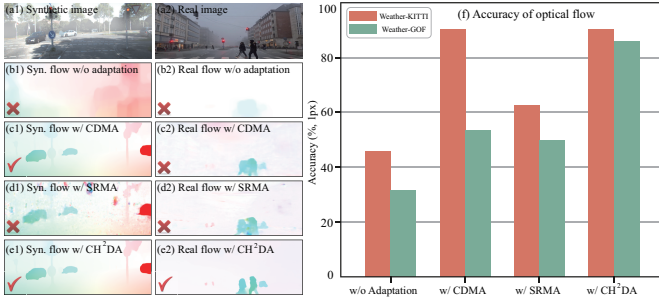 (a1) Synthetic image
(a2) Real image
(b1) Syn. flow w/o adaptation
(b2) Real flow w/o adaptation
(c1) Syn. flow w/ CDMA
(c2) Real flow w/ CDMA
(d1) Syn. flow w/ SRMA
(d2) Real flow w/ SRMA
(e1) Syn. flow w/ CH²DA
(e2) Real flow w/ CH²DA
(f) Accuracy of optical flow
Weather-KITTI
Weather-GOF
Accuracy (%, 1px)
100
80
60
40
20
0
w/o Adaptation
w/ CDMA
w/ SRMA
w/ CH²DA